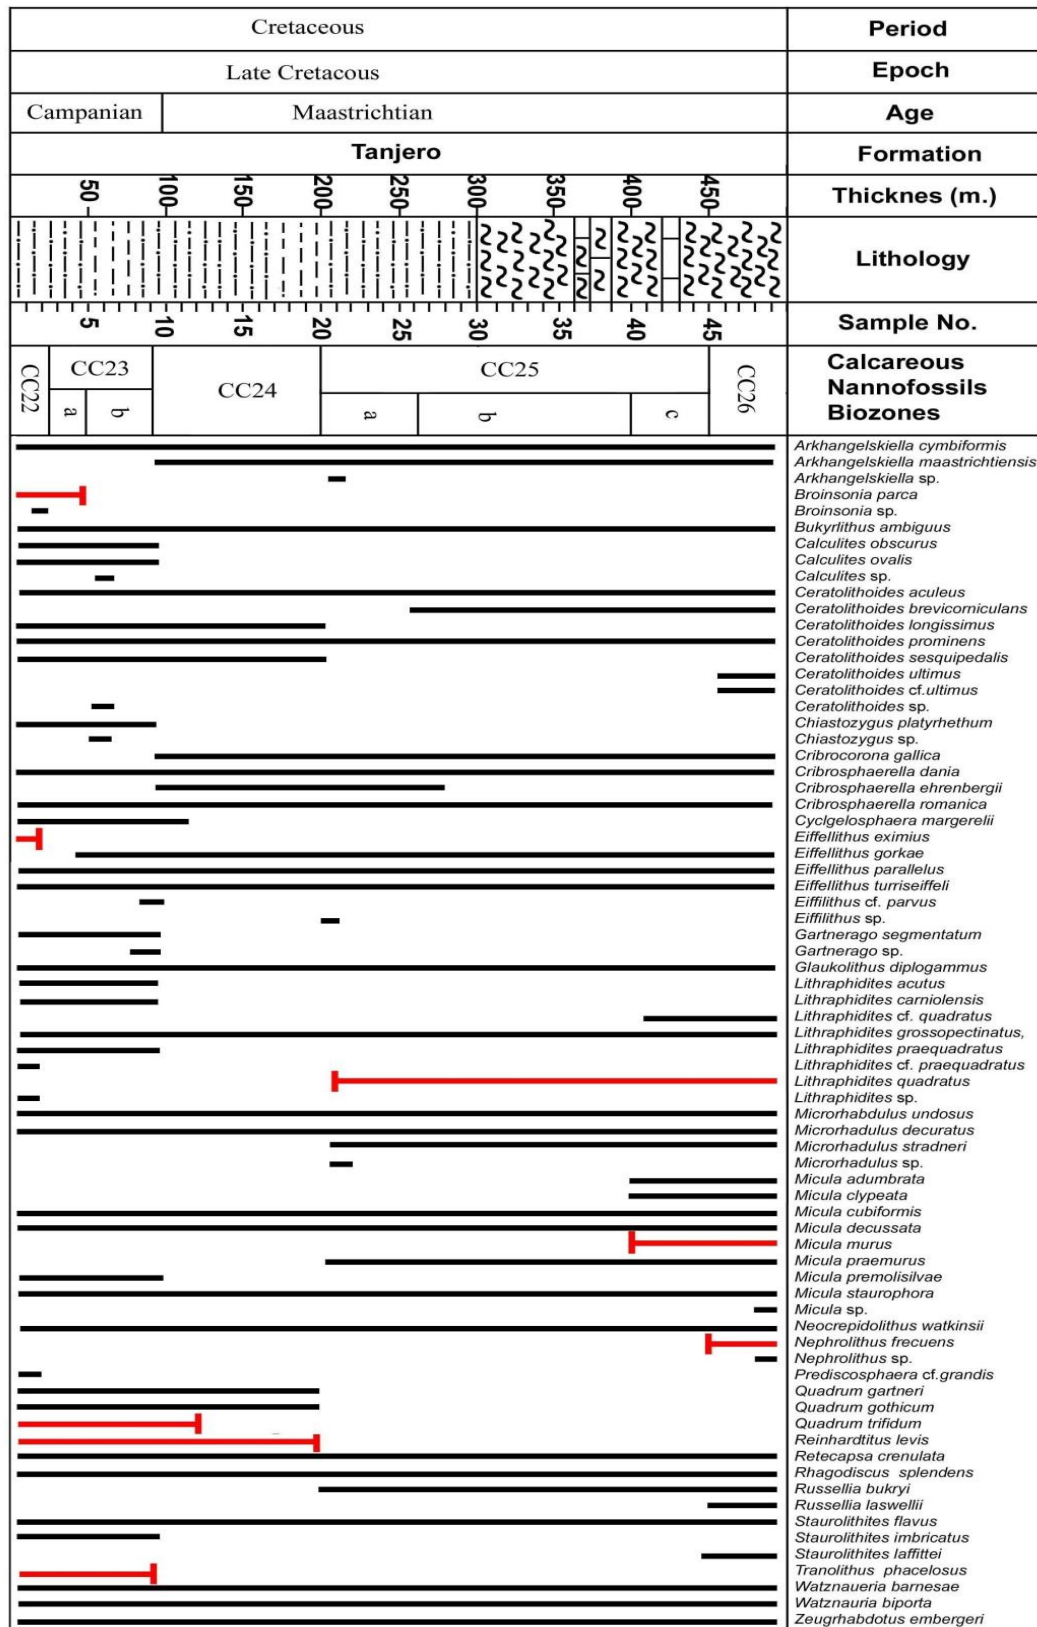 Cretaceous Period
Late Cretacous Epoch
Campanian Maastrichtian Age
Tanjero Formation
50 100 150 200 250 300 350 400 450 Thicknes (m.)
Lithology
5 10 15 20 25 30 35 40 45 Sample No.
CC22 CC23 a b CC24 CC25 a b c CC26
Calcareous
Nannofossils
Biozones
Arkhangelskiella cymbiformis
Arkhangelskiella maastrichtiensis
Arkhangelskiella sp.
Broinsonia parca
Broinsonia sp.
Bukyrlithus ambiguus
Calculites obscurus
Calculites ovalis
Calculites sp.
Ceratolithoides aculeus
Ceratolithoides brevicorniculans
Ceratolithoides longissimus
Ceratolithoides prominens
Ceratolithoides sesquipedalis
Ceratolithoides ultimus
Ceratolithoides cf.ultimus
Ceratolithoides sp.
Chiastozygus platyrhethum
Chiastozygus sp.
Cribrocorona gallica
Cribrosphaerella dania
Cribrosphaerella ehrenbergii
Cribrosphaerella romanica
Cyclgelosphaera margerelii
Eiffellithus eximius
Eiffellithus gorkae
Eiffellithus parallelus
Eiffellithus turriseiffeli
Eiffilithus cf. parvus
Eiffilithus sp.
Gartnerago segmentatum
Gartnerago sp.
Glaukolithus diplogammus
Lithraphidites acutus
Lithraphidites carniolensis
Lithraphidites cf. quadratus
Lithraphidites grossopectinatus,
Lithraphidites praequadratus
Lithraphidites cf. praequadratus
Lithraphidites quadratus
Lithraphidites sp.
Microrhabdulus undosus
Microrhadulus decuratus
Microrhadulus stradneri
Microrhadulus sp.
Micula adumbrata
Micula clypeata
Micula cubiformis
Micula decussata
Micula murus
Micula praemurus
Micula premolisilvae
Micula staurophora
Micula sp.
Neocrepidolithus watkinsii
Nephrolithus frecuens
Nephrolithus sp.
Prediscosphaera cf.grandis
Quadrum gartneri
Quadrum gothicum
Quadrum trifidum
Reinhardtitus levis
Retecapsa crenulata
Rhagodiscus splendens
Russellia bukryi
Russellia laswellii
Staurolithites flavus
Staurolithites imbricatus
Staurolithites laffittei
Tranolithus phacelosus
Watznaueria barnesae
Watznauria biporta
Zeugrhabdotus embergeri